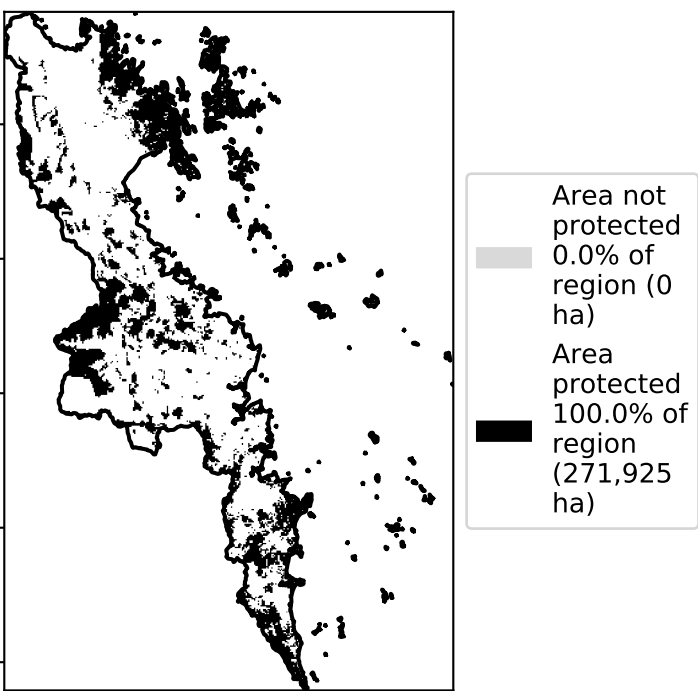 Area not
protected
0.0% of
region (0
ha)
Area
protected
100.0% of
region
(271,925
ha)